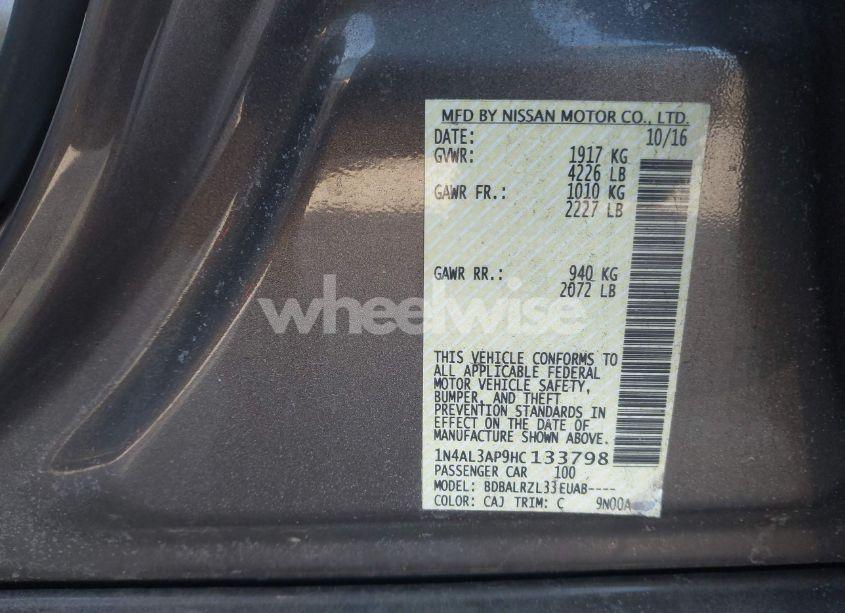 MFD BY NISSAN MOTOR CO., LTD.
DATE: 10/16
GVWR: 1917 KG
4226 LB
GAWR FR.: 1010 KG
2227 LB
GAWR RR.: 940 KG
2072 LB
wheelwise
THIS VEHICLE CONFORMS TO
ALL APPLICABLE FEDERAL
MOTOR VEHICLE SAFETY,
BUMPER, AND THEFT
PREVENTION STANDARDS IN
EFFECT ON THE DATE OF
MANUFACTURE SHOWN ABOVE.
1N4AL3AP9HC133798
PASSENGER CAR 100
MODEL: BDBALRZL33EUAB----
COLOR: CAJ TRIM: C 9N00A